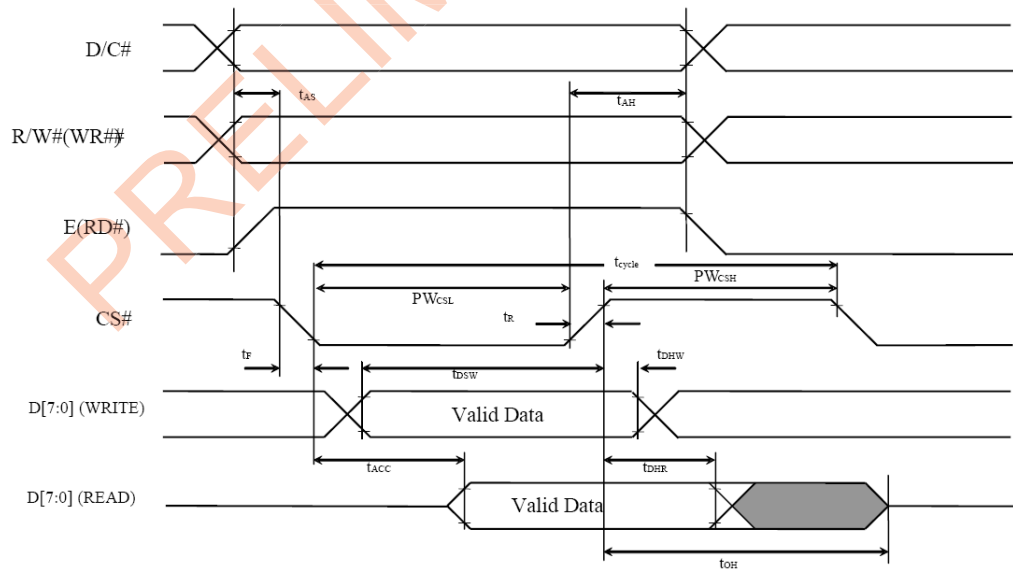 D/C#
tAS
tAH
R/W#(WR##)
E(RD#)
tcycle
PWCSL
PWCSH
CS#
tR
tF
tDSW
tDHW
D[7:0] (WRITE)
Valid Data
tACC
tDHR
D[7:0] (READ)
Valid Data
tOH
PRELIM